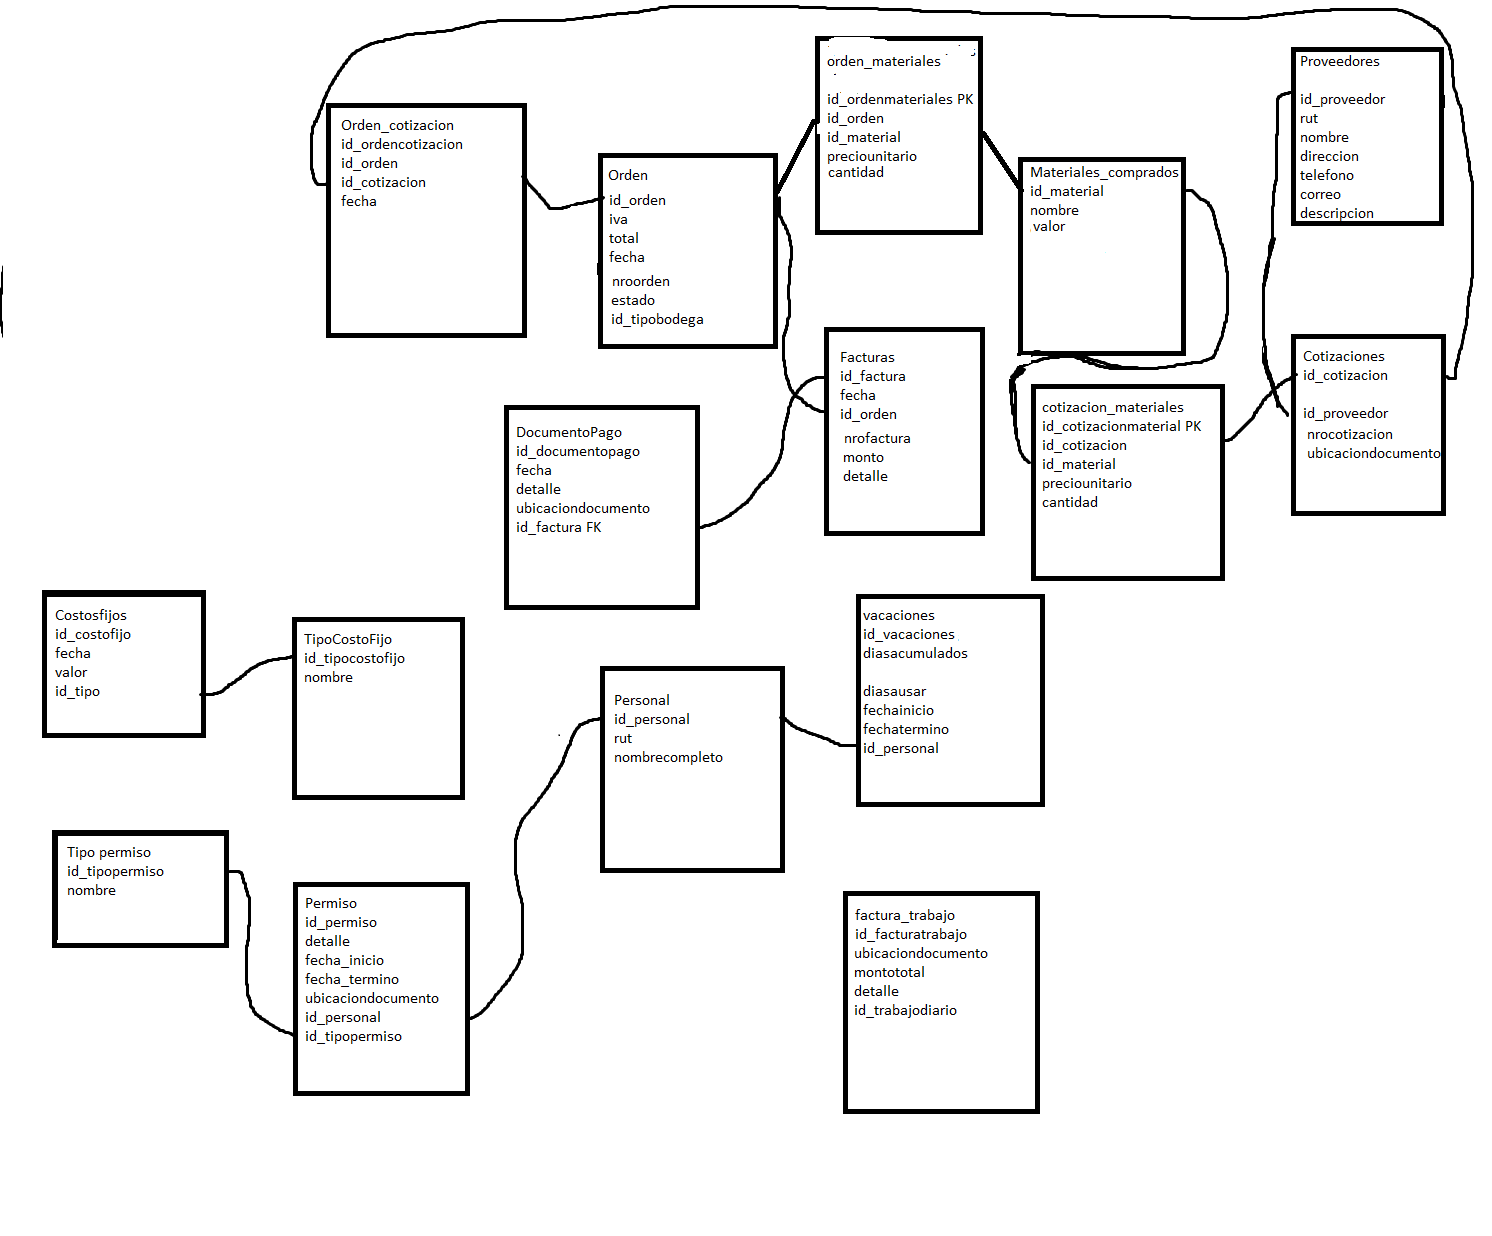 orden_materiales
id_ordenmateriales PK
id_orden
id_material
preciounitario
cantidad
Proveedores
id_proveedor
rut
nombre
direccion
telefono
correo
descripcion
Orden_cotizacion
id_ordencotizacion
id_orden
id_cotizacion
fecha
Orden
id_orden
iva
total
fecha
nroorden
estado
id_tipobodega
Materiales_comprados
id_material
nombre
valor
Facturas
id_factura
fecha
id_orden
nrofactura
monto
detalle
Cotizaciones
id_cotizacion
id_proveedor
nrocotizacion
ubicaciondocumento
cotizacion_materiales
id_cotizacionmaterial PK
id_cotizacion
id_material
preciounitario
cantidad
DocumentoPago
id_documentopago
fecha
detalle
ubicaciondocumento
id_factura FK
Costosfijos
id_costofijo
fecha
valor
id_tipo
TipoCostoFijo
id_tipocostofijo
nombre
vacaciones
id_vacaciones
diasacumulados
diasausar
fechainicio
fechatermino
id_personal
Personal
id_personal
rut
nombrecompleto
Tipo permiso
id_tipopermiso
nombre
Permiso
id_permiso
detalle
fecha_inicio
fecha_termino
ubicaciondocumento
id_personal
id_tipopermiso
factura_trabajo
id_facturatrabajo
ubicaciondocumento
montototal
detalle
id_trabajodiario